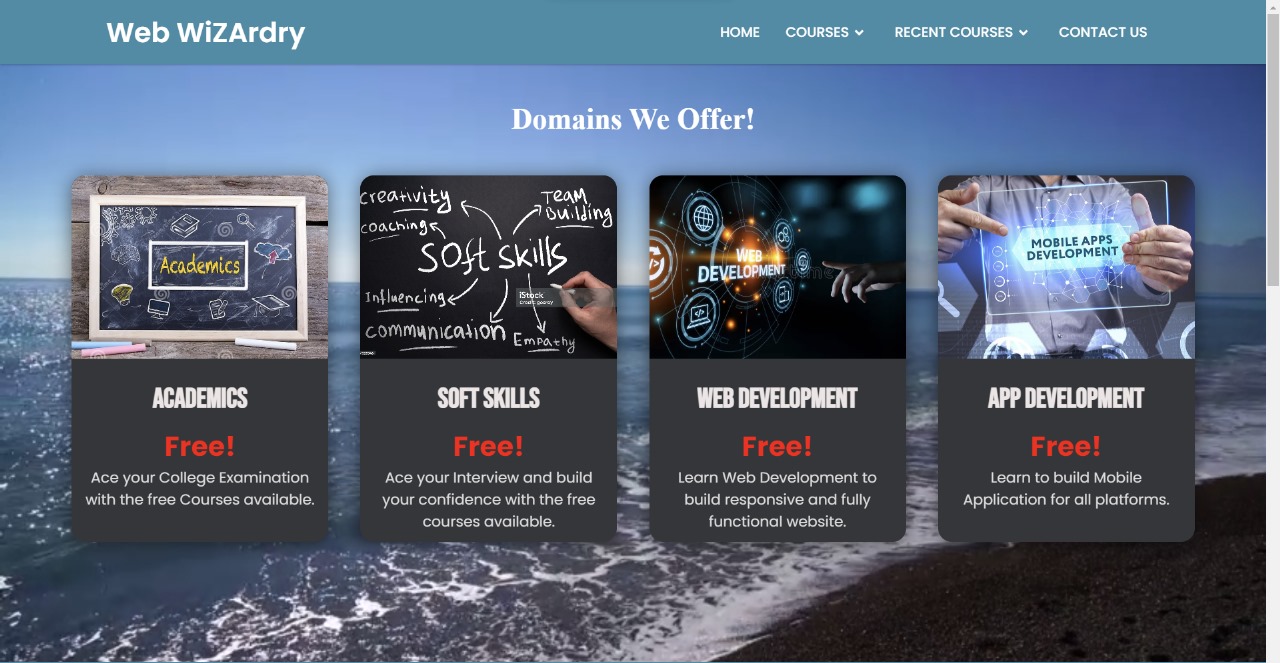 Web WiZArdry
HOME COURSES RECENT COURSES CONTACT US
Domains We Offer!
Academics
creativity
Team
Building
coaching
Soft Skills
Influencing
iStock
communication
Empathy
WEB
DEVELOPMENT
MOBILE APPS
DEVELOPMENT
ACADEMICS
Free!
Ace your College Examination
with the free Courses available.
SOFT SKILLS
Free!
Ace your Interview and build
your confidence with the free
courses available.
WEB DEVELOPMENT
Free!
Learn Web Development to
build responsive and fully
functional website.
APP DEVELOPMENT
Free!
Learn to build Mobile
Application for all platforms.